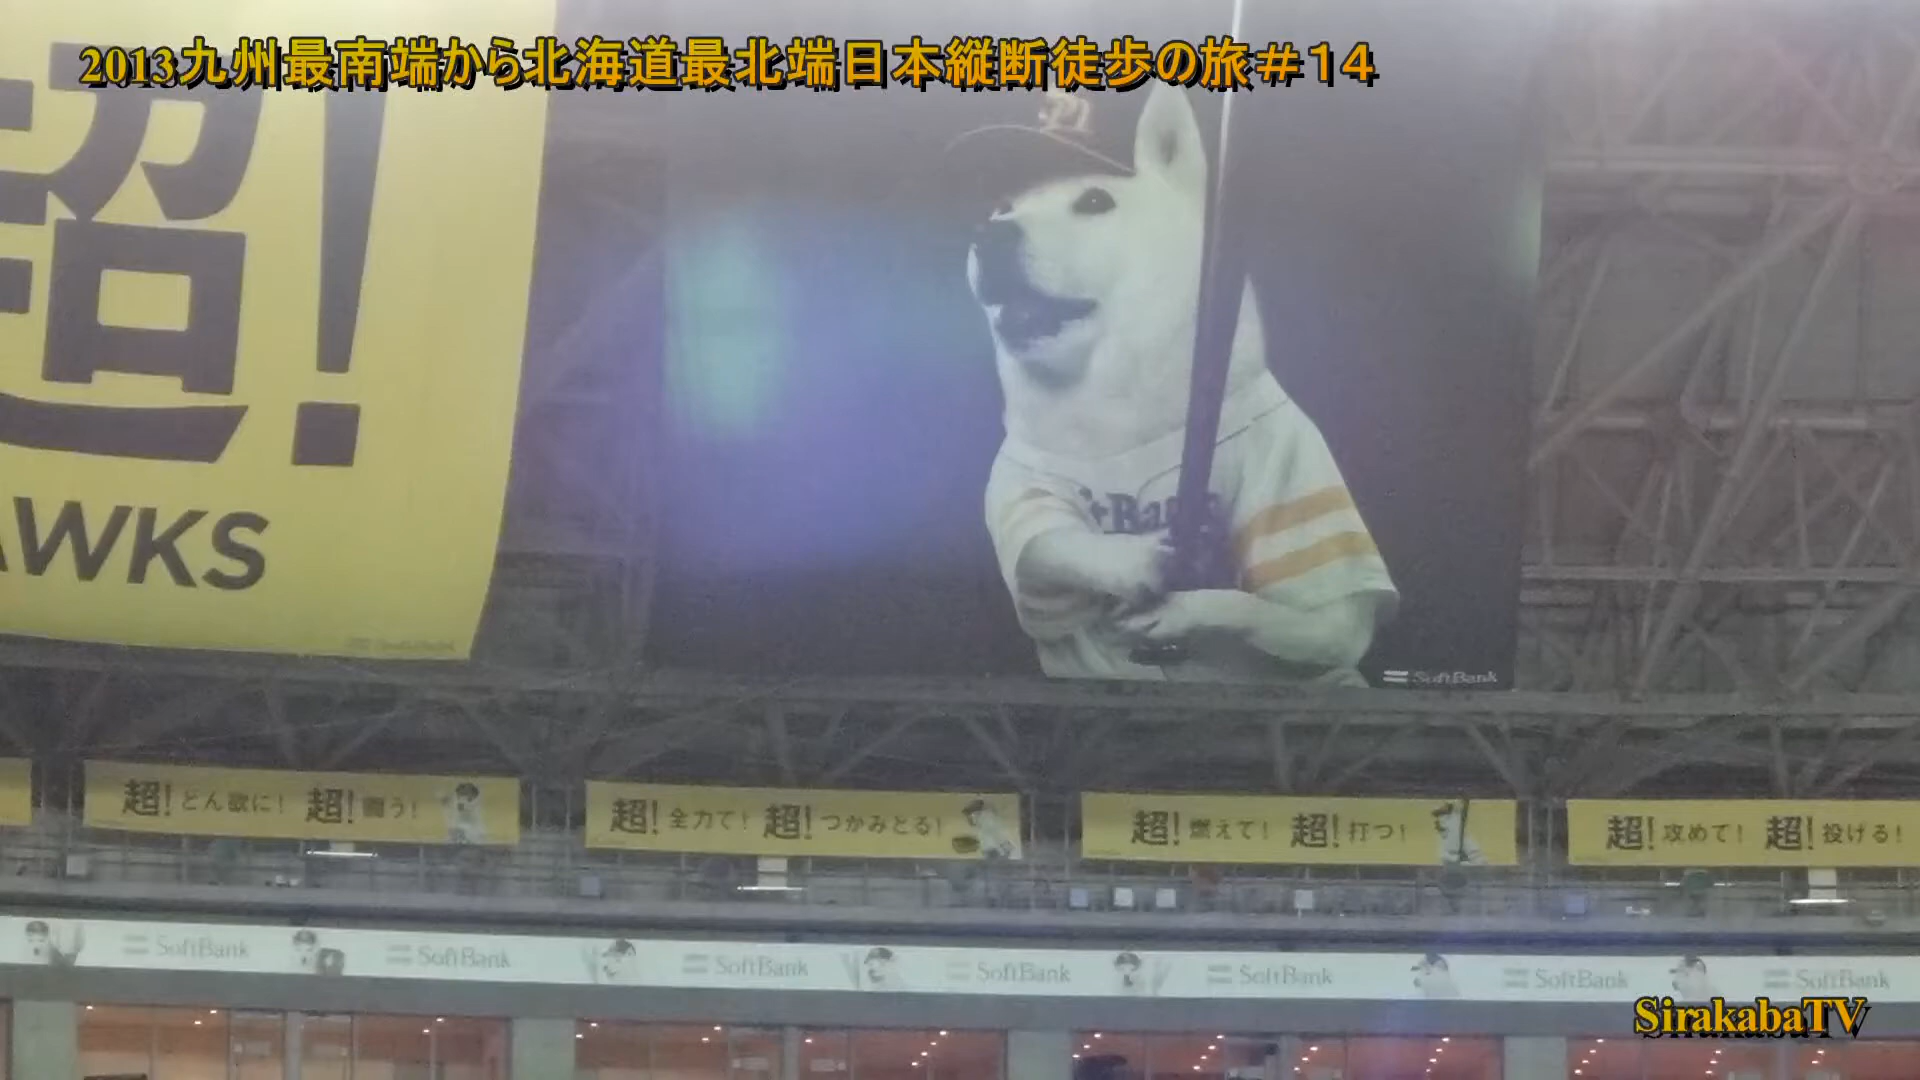 2013九州最南端から北海道最北端日本縦断徒歩の旅＃１４
超!
AWKS
SoftBank
超!どん欲に! 超!闘う!
超!全力で! 超!つかみとる!
超!燃えて! 超!打つ!
超!攻めて! 超!投げる!
SoftBank
SoftBank
SoftBank
SoftBank
SoftBank
SoftBank
SoftBank
SirakabaTV